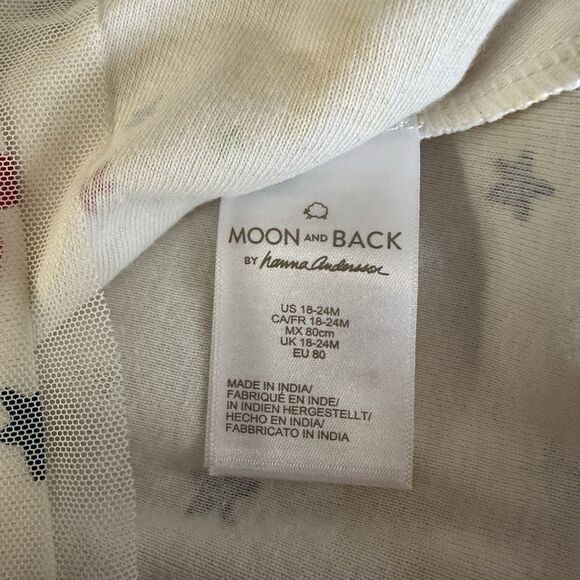 MOON AND BACK
BY hanna andersson
US 18-24M
CA/FR 18-24M
MX 80cm
UK 18-24M
EU 80
MADE IN INDIA/
FABRIQUÉ EN INDE/
IN INDIEN HERGESTELLT/
HECHO EN INDIA/
FABBRICATO IN INDIA